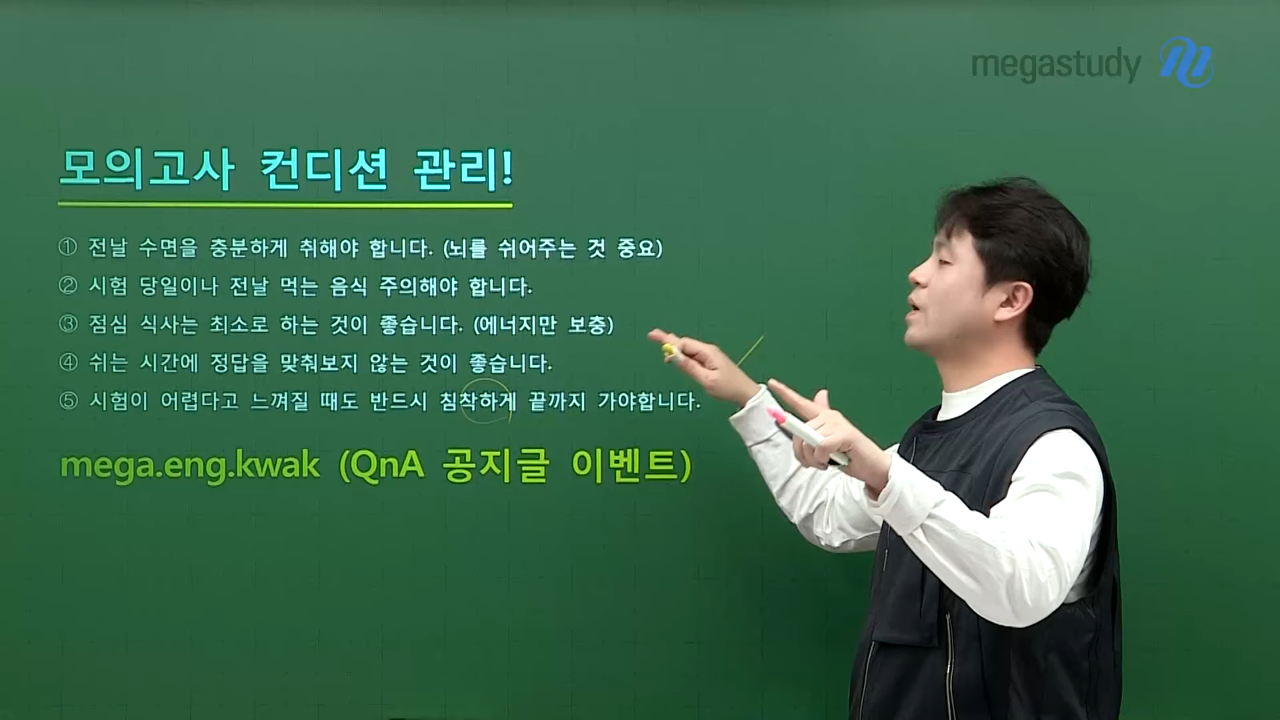 megastudy
모의고사 컨디션 관리!
① 전날 수면을 충분하게 취해야 합니다. (뇌를 쉬어주는 것 중요)
② 시험 당일이나 전날 먹는 음식 주의해야 합니다.
③ 점심 식사는 최소로 하는 것이 좋습니다. (에너지만 보충)
④ 쉬는 시간에 정답을 맞춰보지 않는 것이 좋습니다.
⑤ 시험이 어렵다고 느껴질 때도 반드시 침착하게 끝까지 가야합니다.
mega.eng.kwak (QnA 공지글 이벤트)